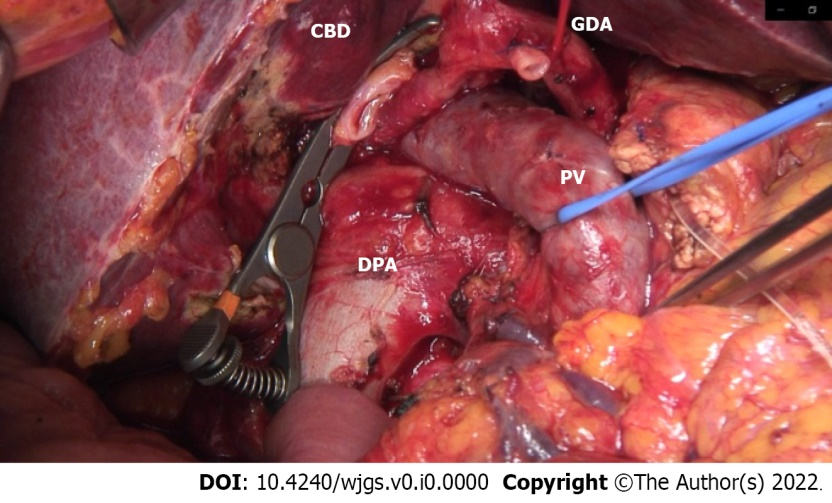 CBD
GDA
PV
DPA
DOI: 10.4240/wjgs.v0.i0.0000 Copyright ©The Author(s) 2022.